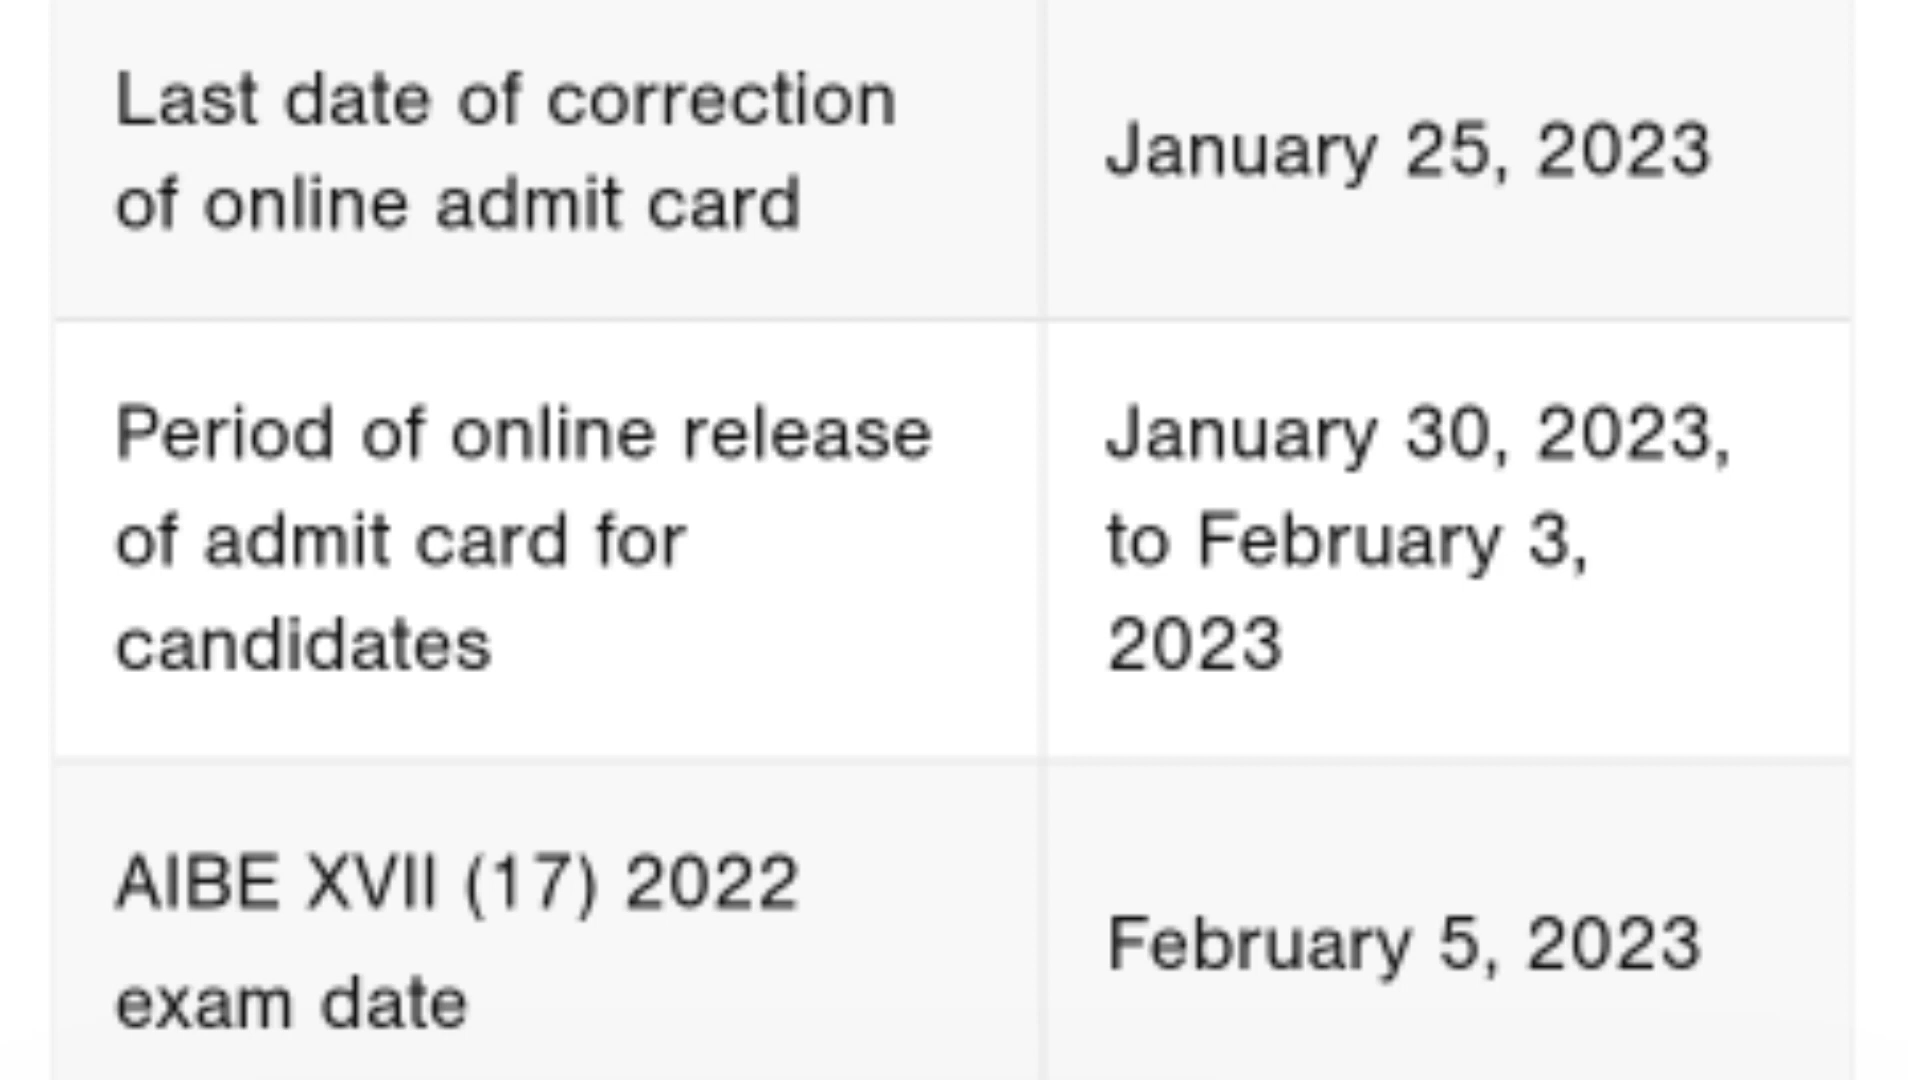 Last date of correction
of online admit card
January 25, 2023
Period of online release
of admit card for
candidates
January 30, 2023,
to February 3,
2023
AIBE XVII (17) 2022
exam date
February 5, 2023